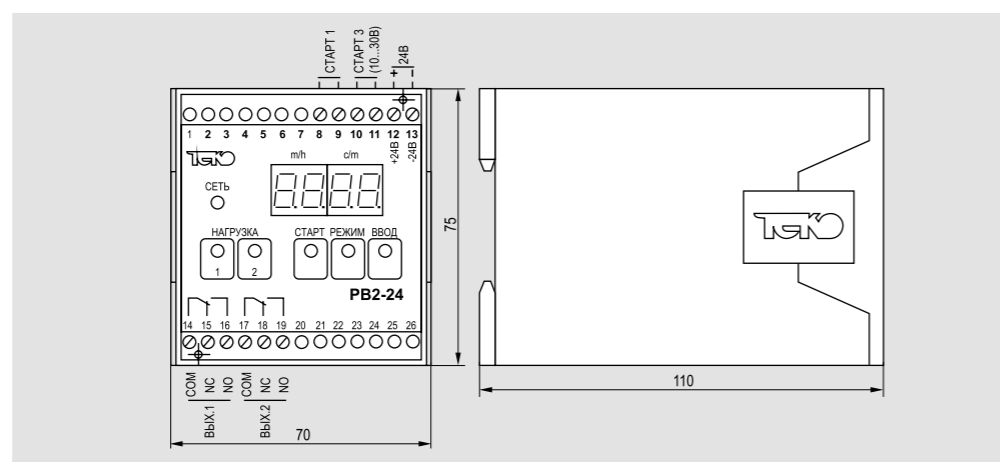 СТАРТ 1
СТАРТ 3
(10...30В)
+ 24В
1 2 3 4 5 6 7 8 9 10 11 12 13
ТЕКО
m/h c/m
+24В
-24В
СЕТЬ
НАГРУЗКА
СТАРТ РЕЖИМ ВВОД
1 2
РВ2-24
14 15 16 17 18 19 20 21 22 23 24 25 26
COM
NC
NO
COM
NC
NO
ВЫХ.1
ВЫХ.2
70
75
ТЕКО
110